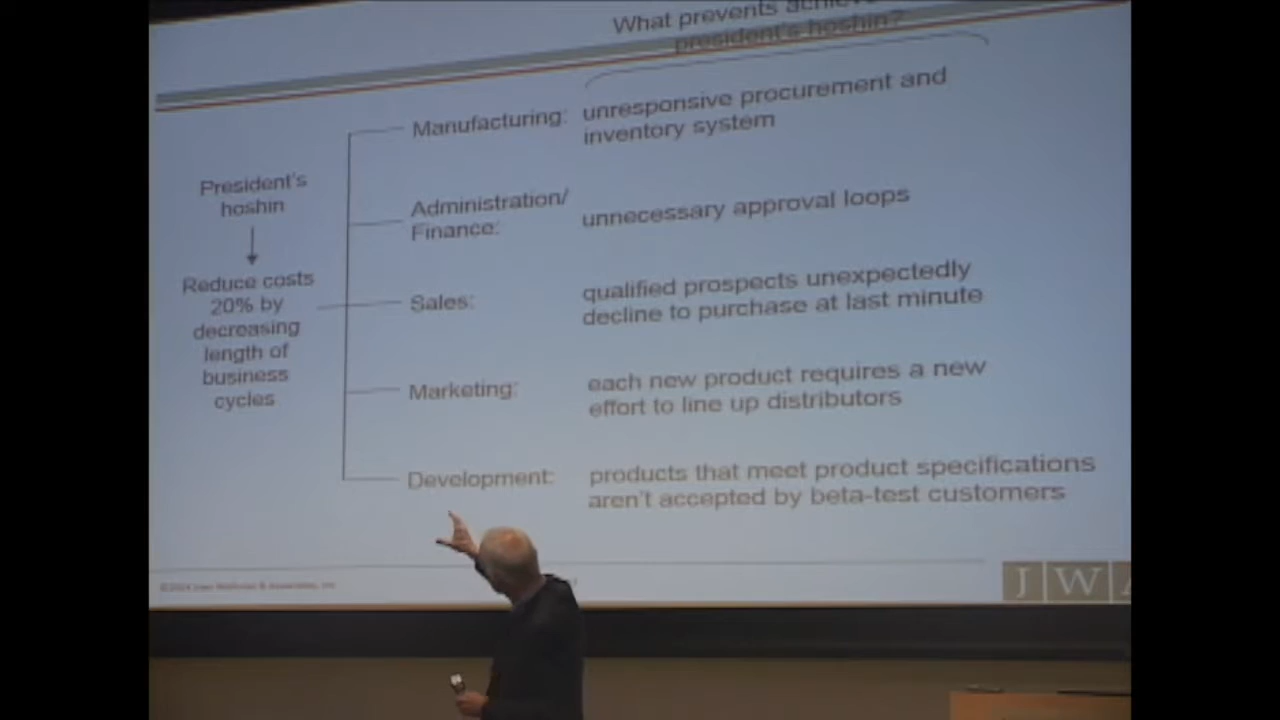 What prevents
president's hoshin?
Manufacturing: unresponsive procurement and
inventory system
President's
hoshin
Administration/
Finance:
unnecessary approval loops
Reduce costs
20% by
decreasing
length of
business
cycles
Sales:
qualified prospects unexpectedly
decline to purchase at last minute
Marketing:
each new product requires a new
effort to line up distributors
Development:
products that meet product specifications
aren't accepted by beta-test customers
J W A